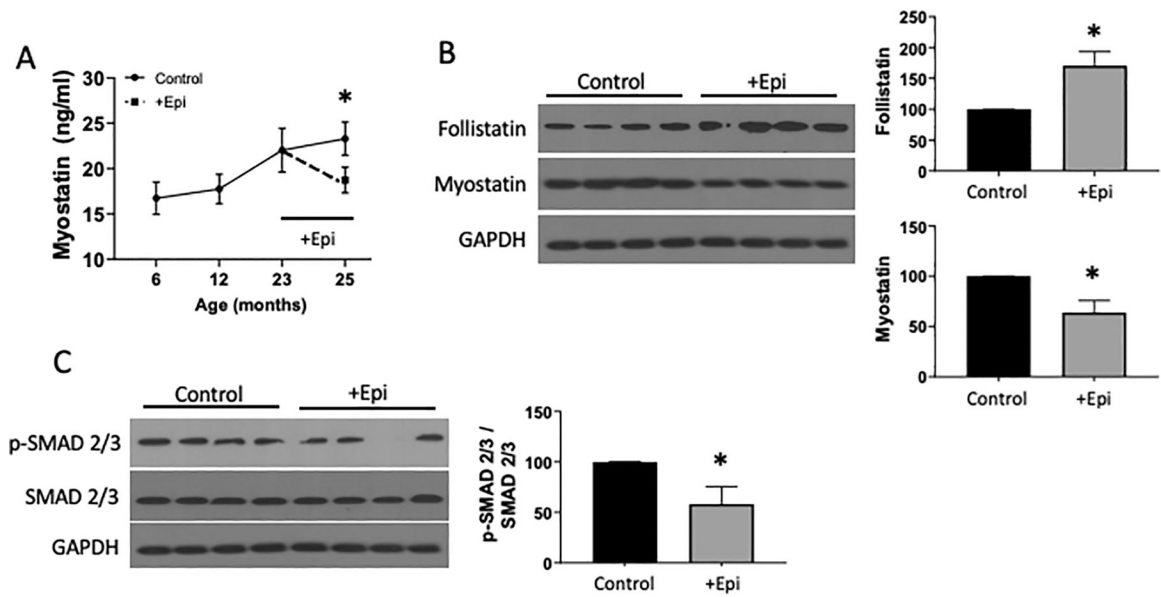 A
Myostatin (ng/ml)
30
25
20
15
10
Control
+Epi
*
+Epi
6 12 23 25
Age (months)
B
Control +Epi
Follistatin
Myostatin
GAPDH
Follistatin
250
200
150
100
50
0
*
Control +Epi
Myostatin
150
100
50
0
*
Control +Epi
C
Control +Epi
p-SMAD 2/3
SMAD 2/3
GAPDH
p-SMAD 2/3 /
SMAD 2/3
150
100
50
0
*
Control +Epi